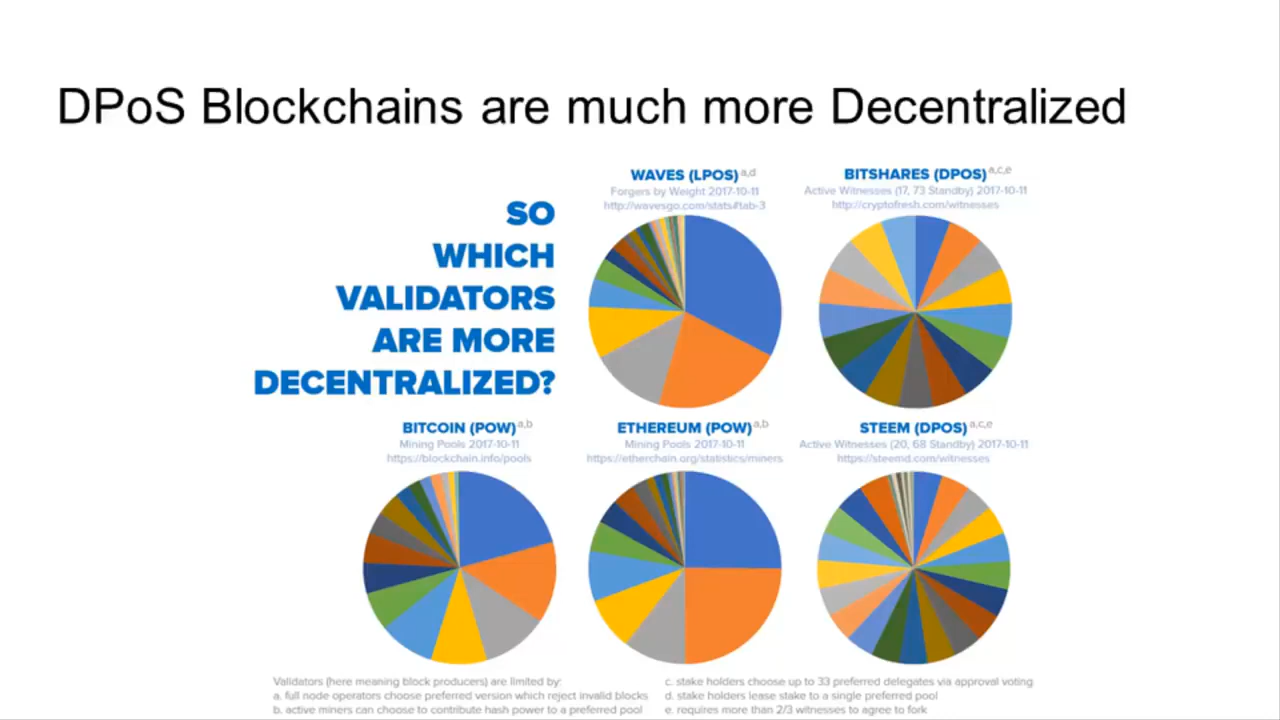 DPoS Blockchains are much more Decentralized
SO
WHICH
VALIDATORS
ARE MORE
DECENTRALIZED?
WAVES (LPOS) a,d
Forgers by Weight 2017-10-11
http://wavesgo.com/stats#tab-3
BITSHARES (DPOS) a,c,e
Active Witnesses (17, 73 Standby) 2017-10-11
http://cryptofresh.com/witnesses
BITCOIN (POW) a,b
Mining Pools 2017-10-11
https://blockchain.info/pools
ETHEREUM (POW) a,b
Mining Pools 2017-10-11
https://etherchain.org/statistics/miners
STEEM (DPOS) a,c,e
Active Witnesses (20, 68 Standby) 2017-10-11
https://steemd.com/witnesses
Validators (here meaning block producers) are limited by:
a. full node operators choose preferred version which reject invalid blocks
b. active miners can choose to contribute hash power to a preferred pool
c. stake holders choose up to 33 preferred delegates via approval voting
d. stake holders lease stake to a single preferred pool
e. requires more than 2/3 witnesses to agree to fork